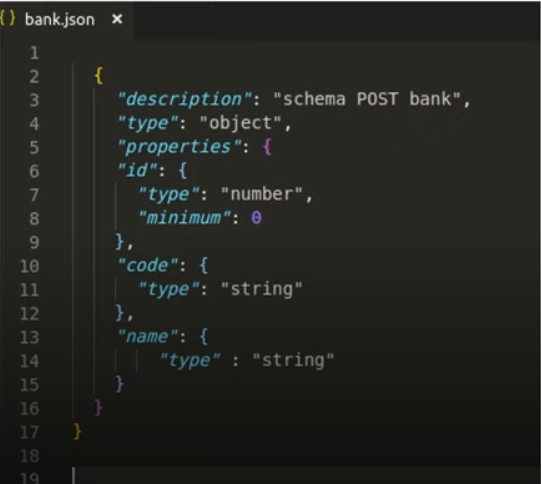 {} bank.json ×
1
2 {
3 "description": "schema POST bank",
4 "type": "object",
5 "properties": {
6 "id": {
7 "type": "number",
8 "minimum": 0
9 },
10 "code": {
11 "type": "string"
12 },
13 "name": {
14 "type" : "string"
15 }
16 }
17 }
18
19